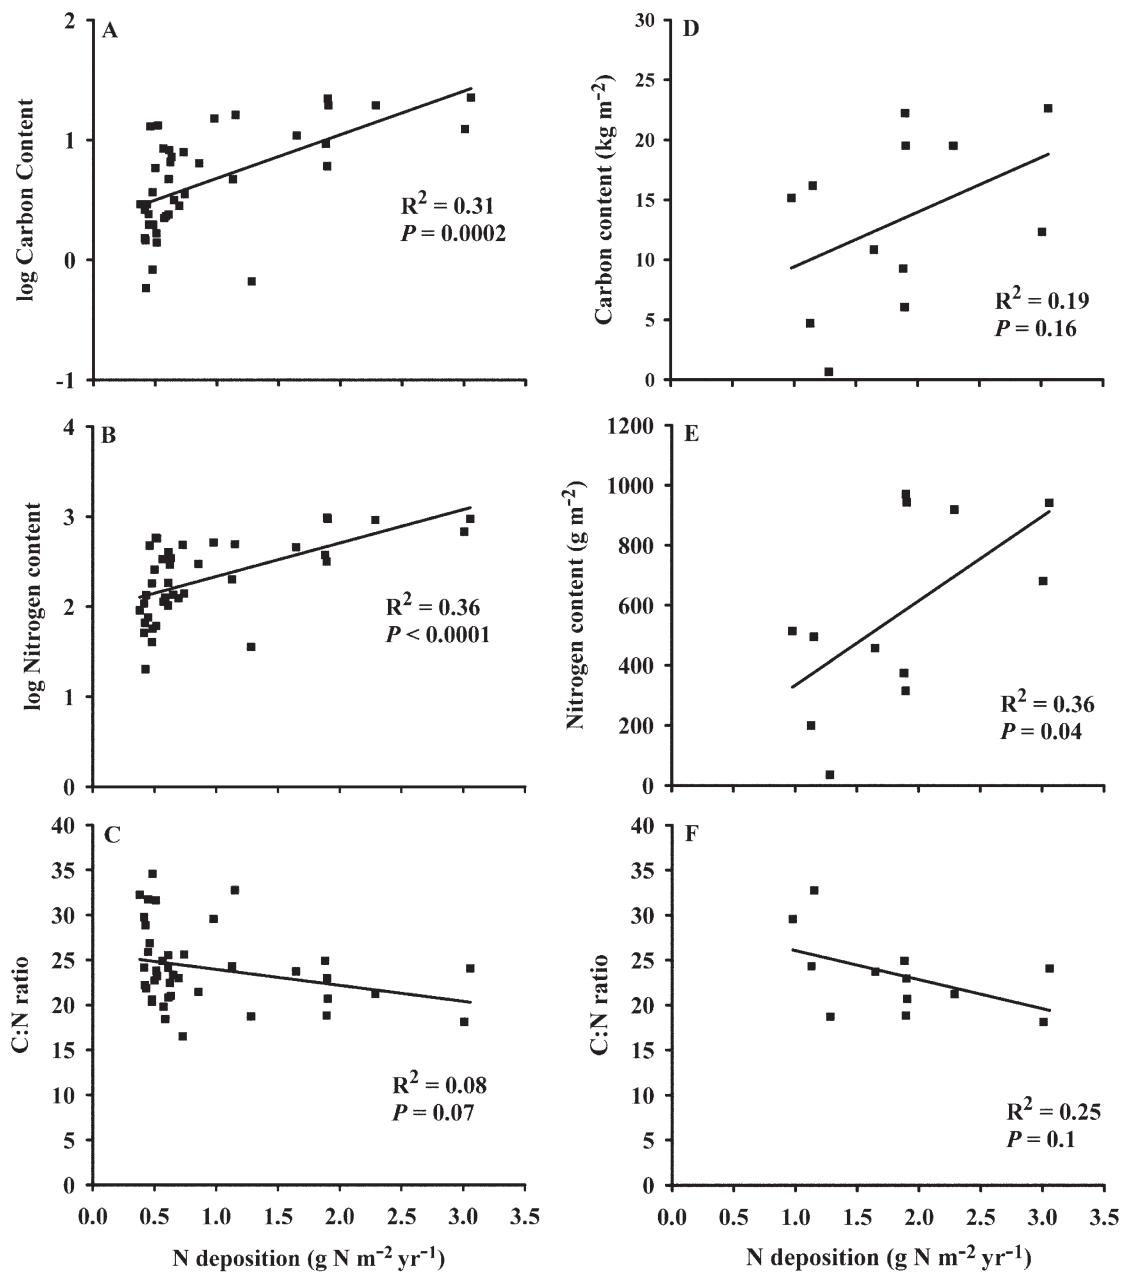 A
2
1
0
-1
log Carbon Content
R² = 0.31
P = 0.0002
D
30
25
20
15
10
5
0
Carbon content (kg m⁻²)
R² = 0.19
P = 0.16
B
4
3
2
1
0
log Nitrogen content
R² = 0.36
P < 0.0001
E
1200
1000
800
600
400
200
0
Nitrogen content (g m⁻²)
R² = 0.36
P = 0.04
C
40
35
30
25
20
15
10
5
0
C:N ratio
R² = 0.08
P = 0.07
0.0 0.5 1.0 1.5 2.0 2.5 3.0 3.5
N deposition (g N m⁻² yr⁻¹)
F
40
35
30
25
20
15
10
5
0
C:N ratio
R² = 0.25
P = 0.1
0.0 0.5 1.0 1.5 2.0 2.5 3.0 3.5
N deposition (g N m⁻² yr⁻¹)